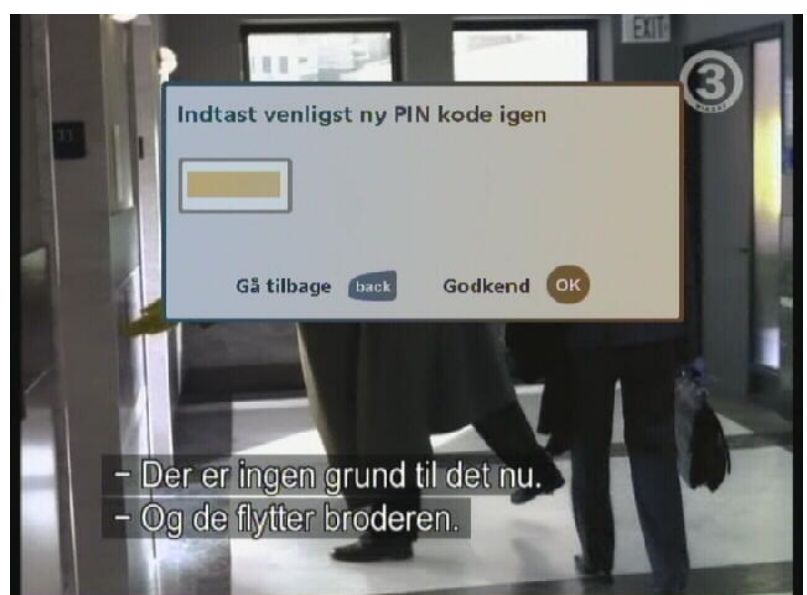 EXIT
3
Indtast venligst ny PIN kode igen
Gå tilbage back Godkend OK
– Der er ingen grund til det nu.
– Og de flytter broderen.